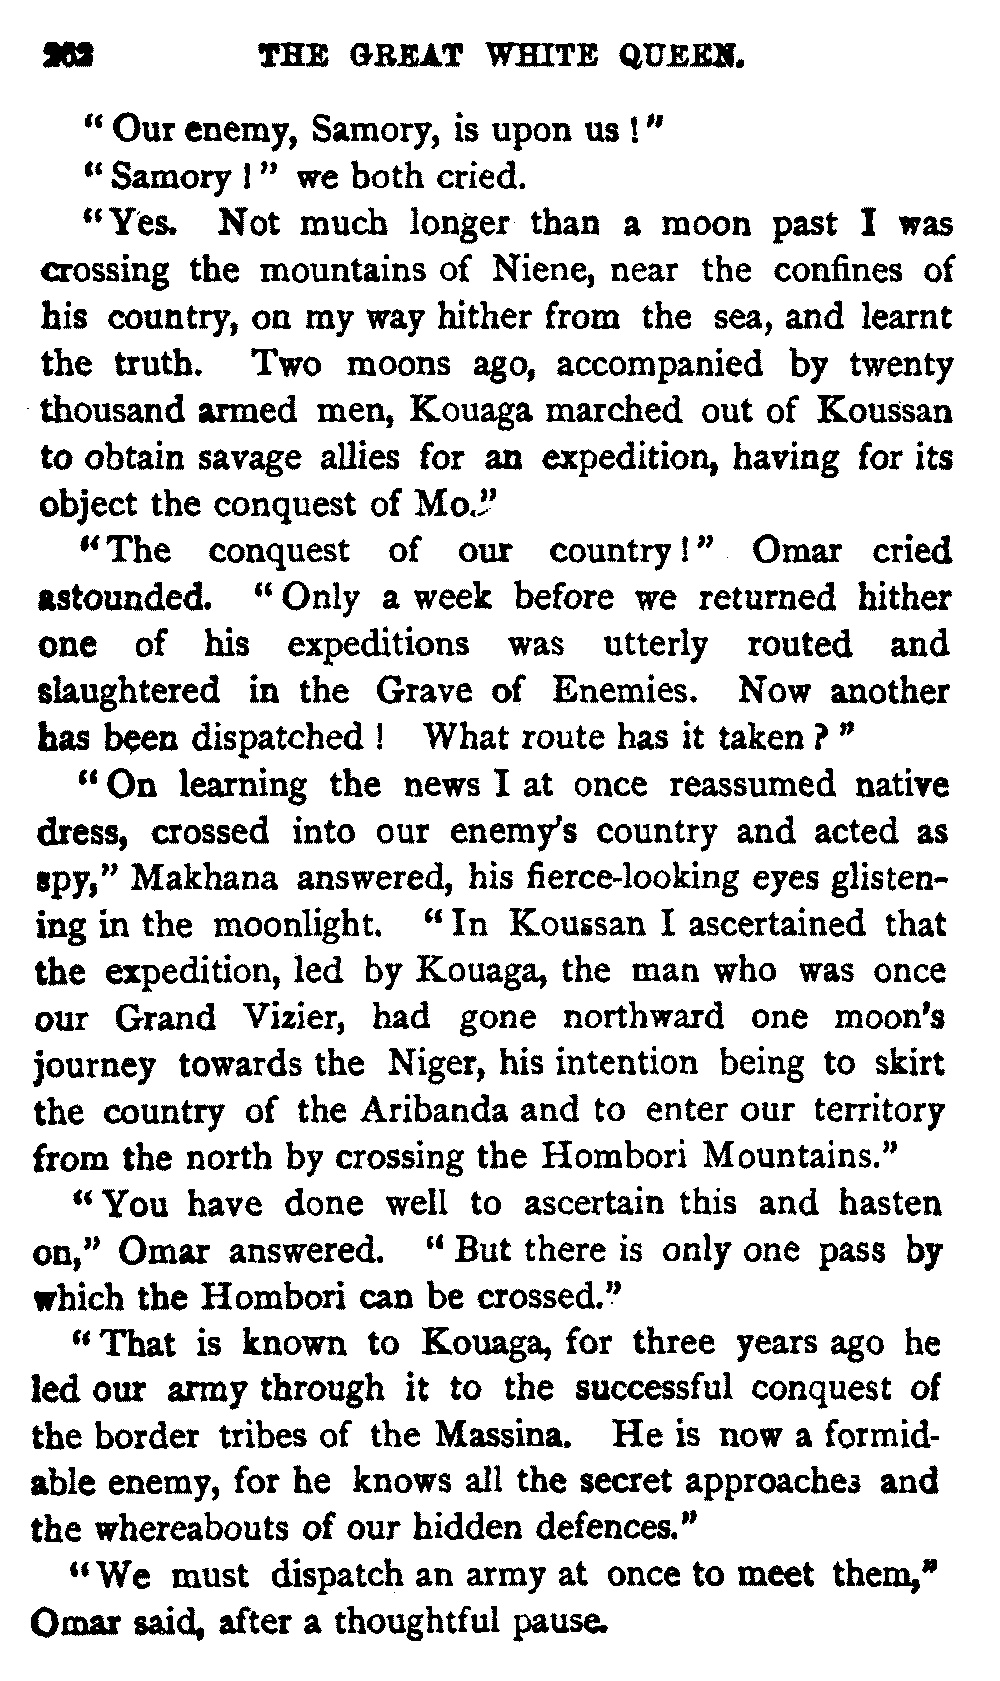 262 THE GREAT WHITE QUEEN.
"Our enemy, Samory, is upon us!"
"Samory!" we both cried.
"Yes. Not much longer than a moon past I was
crossing the mountains of Niene, near the confines of
his country, on my way hither from the sea, and learnt
the truth. Two moons ago, accompanied by twenty
thousand armed men, Kouaga marched out of Koussan
to obtain savage allies for an expedition, having for its
object the conquest of Mo."
"The conquest of our country!" Omar cried
astounded. "Only a week before we returned hither
one of his expeditions was utterly routed and
slaughtered in the Grave of Enemies. Now another
has been dispatched! What route has it taken?"
"On learning the news I at once reassumed native
dress, crossed into our enemy's country and acted as
spy," Makhana answered, his fierce-looking eyes glisten-
ing in the moonlight. "In Koussan I ascertained that
the expedition, led by Kouaga, the man who was once
our Grand Vizier, had gone northward one moon's
journey towards the Niger, his intention being to skirt
the country of the Aribanda and to enter our territory
from the north by crossing the Hombori Mountains."
"You have done well to ascertain this and hasten
on," Omar answered. "But there is only one pass by
which the Hombori can be crossed."
"That is known to Kouaga, for three years ago he
led our army through it to the successful conquest of
the border tribes of the Massina. He is now a formid-
able enemy, for he knows all the secret approaches and
the whereabouts of our hidden defences."
"We must dispatch an army at once to meet them,"
Omar said, after a thoughtful pause.